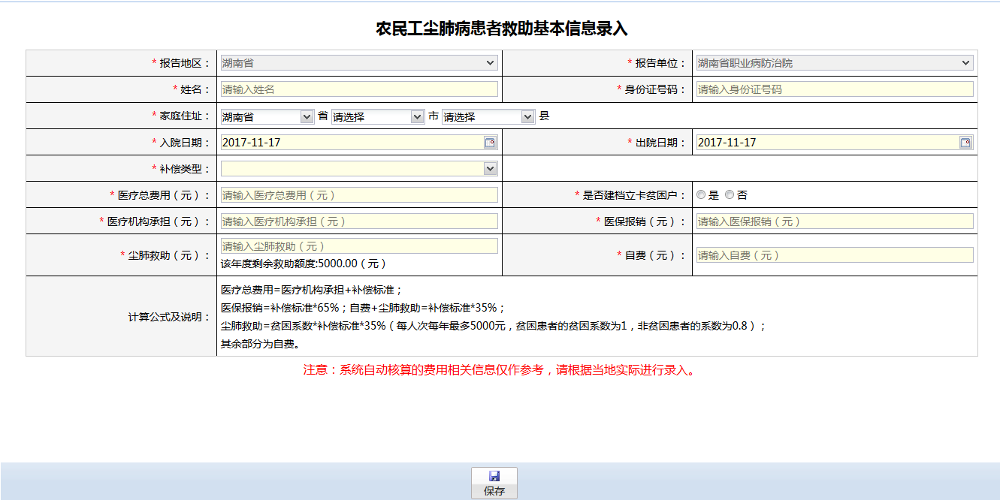 农民工尘肺病患者救助基本信息录入
* 报告地区： 湖南省 * 报告单位： 湖南省职业病防治院
* 姓名： 请输入姓名 * 身份证号码： 请输入身份证号码
* 家庭住址： 湖南省 省 请选择 市 请选择 县
* 入院日期： 2017-11-17 * 出院日期： 2017-11-17
* 补偿类型：
* 医疗总费用（元）： 请输入医疗总费用（元） * 是否建档立卡贫困户： 是 否
* 医疗机构承担（元）： 请输入医疗机构承担（元） * 医保报销（元）： 请输入医保报销（元）
* 尘肺救助（元）： 请输入尘肺救助（元） * 自费（元）： 请输入自费（元）
该年度剩余救助额度:5000.00（元）
计算公式及说明：
医疗总费用=医疗机构承担+补偿标准；
医保报销=补偿标准*65%；自费+尘肺救助=补偿标准*35%；
尘肺救助=贫困系数*补偿标准*35%（每人次每年最多5000元，贫困患者的贫困系数为1，非贫困患者的系数为0.8）；
其余部分为自费。
注意：系统自动核算的费用相关信息仅作参考，请根据当地实际进行录入。
保存